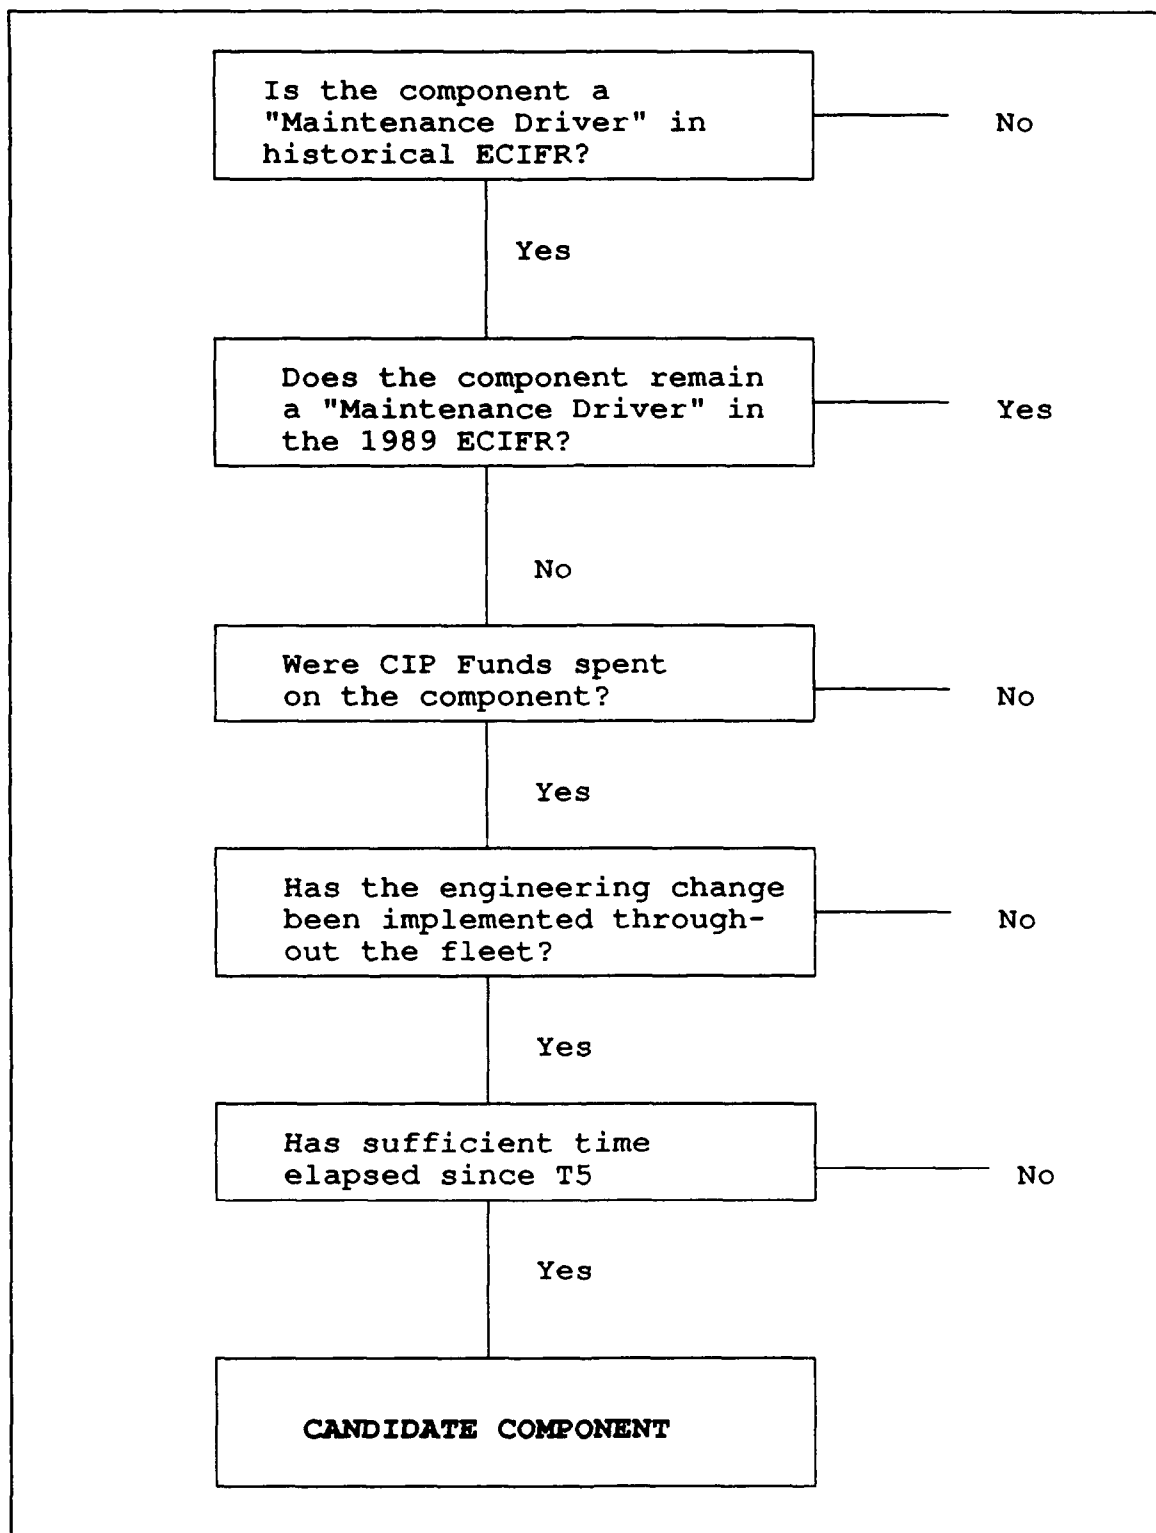 Is the component a
"Maintenance Driver" in
historical ECIFR?
No
Yes
Does the component remain
a "Maintenance Driver" in
the 1989 ECIFR?
Yes
No
Were CIP Funds spent
on the component?
No
Yes
Has the engineering change
been implemented through-
out the fleet?
No
Yes
Has sufficient time
elapsed since T5
No
Yes
CANDIDATE COMPONENT